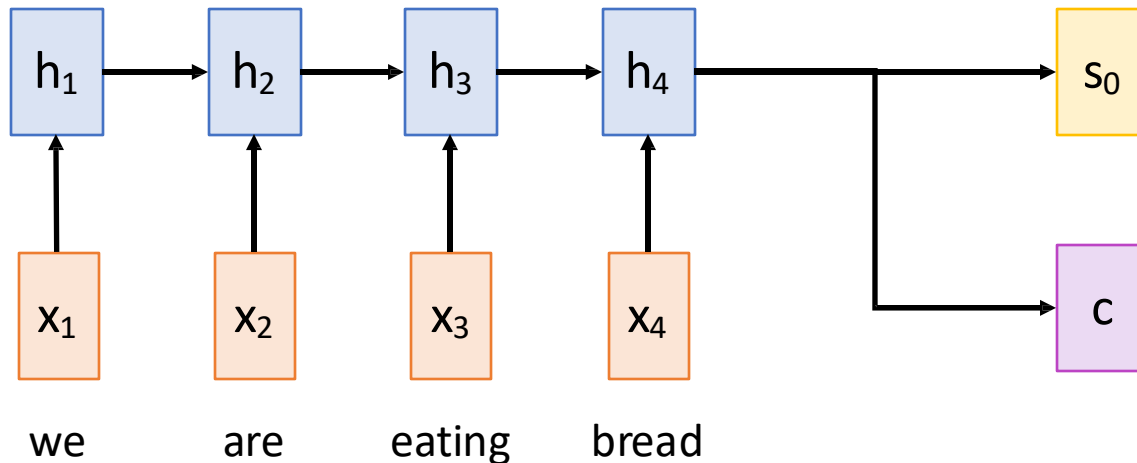 h₁ h₂ h₃ h₄ s₀
x₁ x₂ x₃ x₄ c
we are eating bread